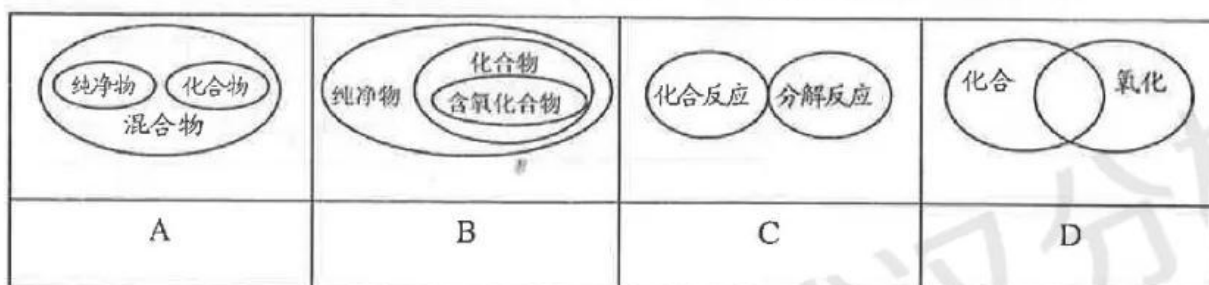 纯净物 化合物
混合物
纯净物
化合物
含氧化合物
化合反应 分解反应
化合 氧化
A B C D